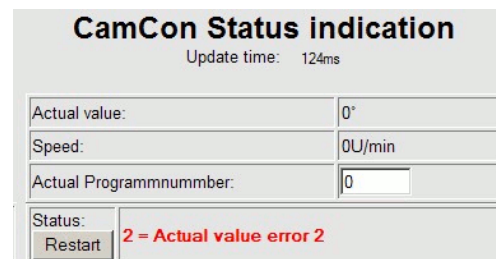 CamCon Status indication
Update time: 124ms
Actual value: 0°
Speed: 0U/min
Actual Programmnummber: 0
Status:
Restart 2 = Actual value error 2